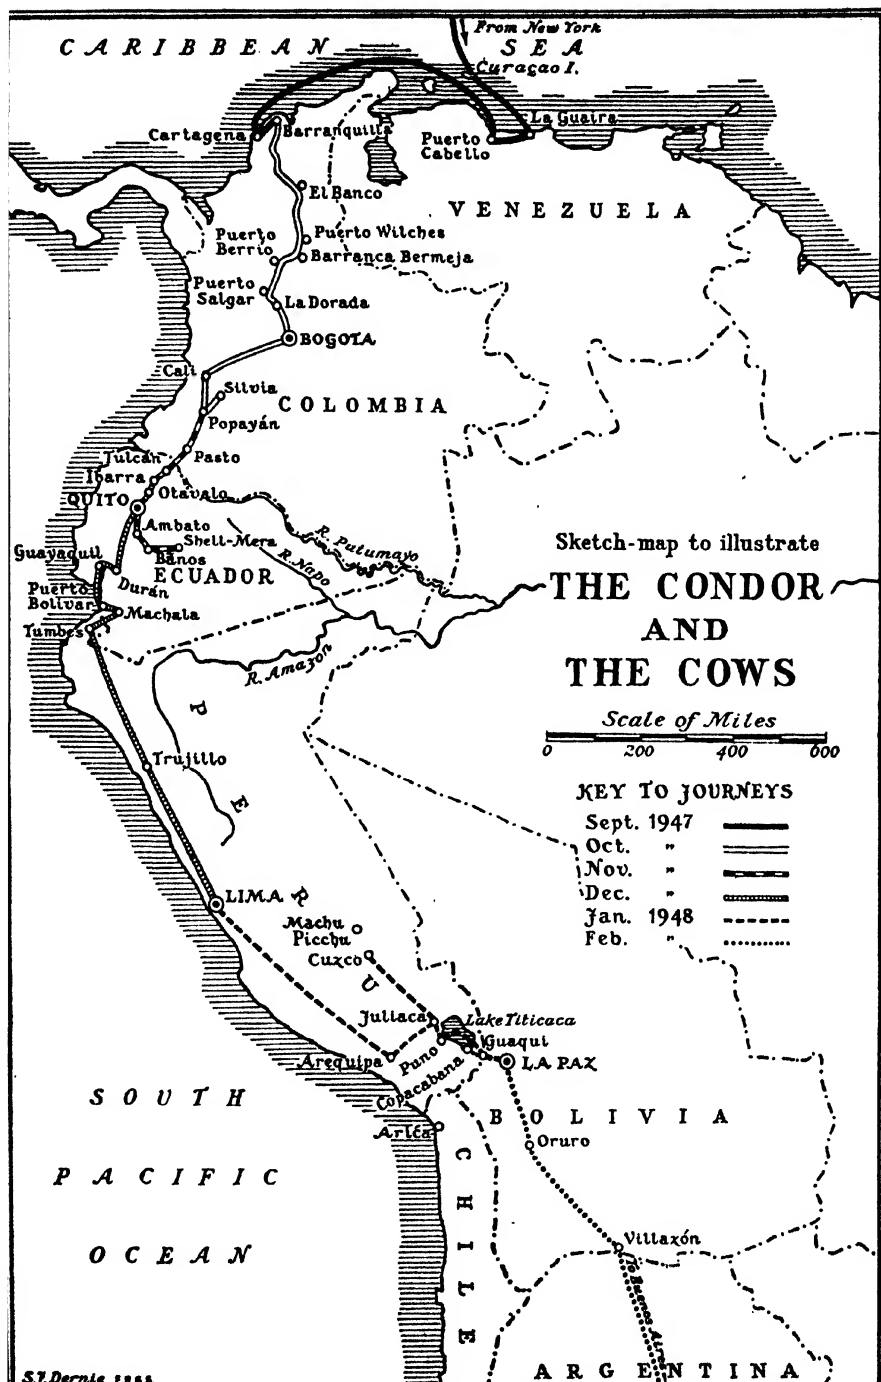 From New York
CARIBBEAN SEA
Curaçao I.
La Guaira
Cartagena
Barranquilla
Puerto
Cabello
El Banco
VENEZUELA
Puerto
Berrio
Puerto Wilches
Barranca Bermeja
Puerto
Salgar
La Dorada
BOGOTA
Cali
Silvia
COLOMBIA
Popayán
Tulcán
Pasto
Ibarra
Otavalo
QUITO
Ambato
Shell-Mera
Banos
R. Putumayo
R. Napo
Guayaquil
Durán
ECUADOR
Puerto
Bolivar
Machala
Tumbes
R. Amazon
Sketch-map to illustrate
THE CONDOR
AND
THE COWS
Scale of Miles
0 200 400 600
KEY TO JOURNEYS
Sept. 1947
Oct. "
Nov. "
Dec. "
Jan. 1948
Feb. "
PERU
Trujillo
LIMA
Machu
Picchu
Cuzco
Juliaca
Lake Titicaca
Guaqui
Puno
Arequipa
Copacabana
LA PAZ
SOUTH
PACIFIC
OCEAN
BOLIVIA
Arica
Oruro
CHILE
Villazón
To Buenos Aires
ARGENTINA
S.J. Dernie